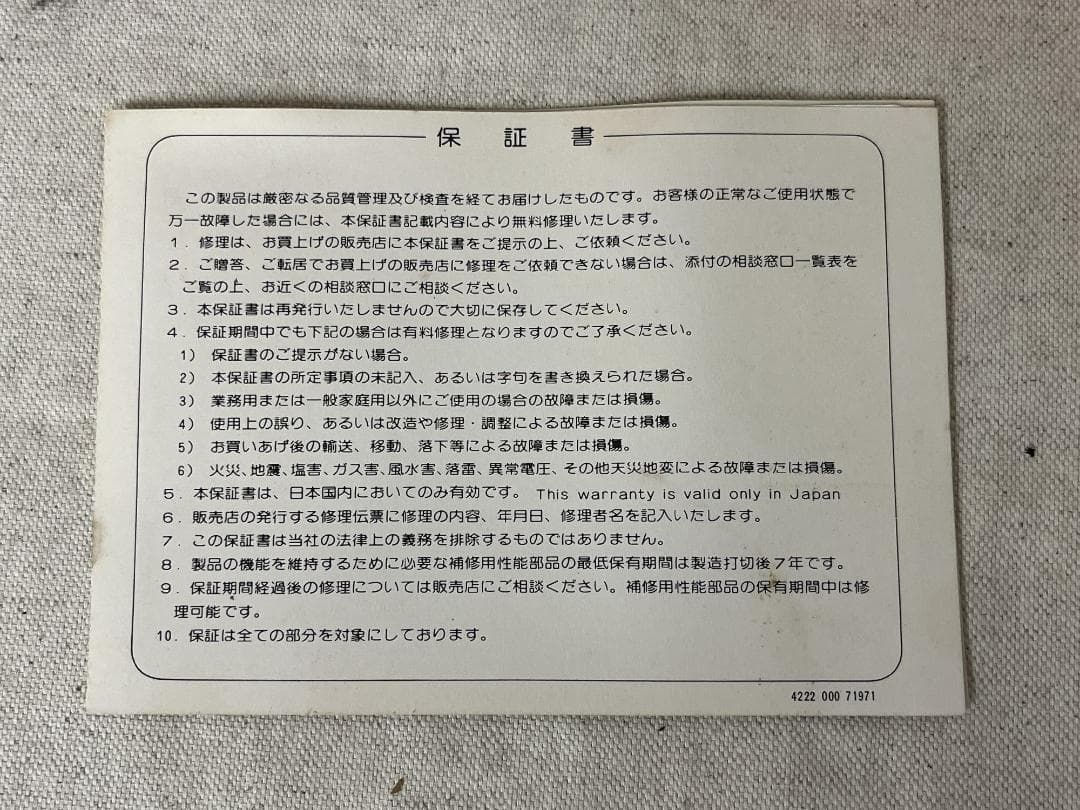 保証書
この製品は厳密なる品質管理及び検査を経てお届けしたものです。お客様の正常なご使用状態で
万一故障した場合には、本保証書記載内容により無料修理いたします。
1. 修理は、お買上げの販売店に本保証書をご提示の上、ご依頼ください。
2. ご贈答、ご転居でお買上げの販売店に修理をご依頼できない場合は、添付の相談窓口一覧表を
ご覧の上、お近くの相談窓口にご相談ください。
3. 本保証書は再発行いたしませんので大切に保存してください。
4. 保証期間中でも下記の場合は有料修理となりますのでご了承ください。
1) 保証書のご提示がない場合。
2) 本保証書の所定事項の未記入、あるいは字句を書き換えられた場合。
3) 業務用または一般家庭用以外にご使用の場合の故障または損傷。
4) 使用上の誤り、あるいは改造や修理・調整による故障または損傷。
5) お買いあげ後の輸送、移動、落下等による故障または損傷。
6) 火災、地震、塩害、ガス害、風水害、落雷、異常電圧、その他天災地変による故障または損傷。
5. 本保証書は、日本国内においてのみ有効です。 This warranty is valid only in Japan
6. 販売店の発行する修理伝票に修理の内容、年月日、修理者名を記入いたします。
7. この保証書は当社の法律上の義務を排除するものではありません。
8. 製品の機能を維持するために必要な補修用性能部品の最低保有期間は製造打切後7年です。
9. 保証期間経過後の修理については販売店にご相談ください。補修用性能部品の保有期間中は修
理可能です。
10. 保証は全ての部分を対象にしております。
4222 000 71971